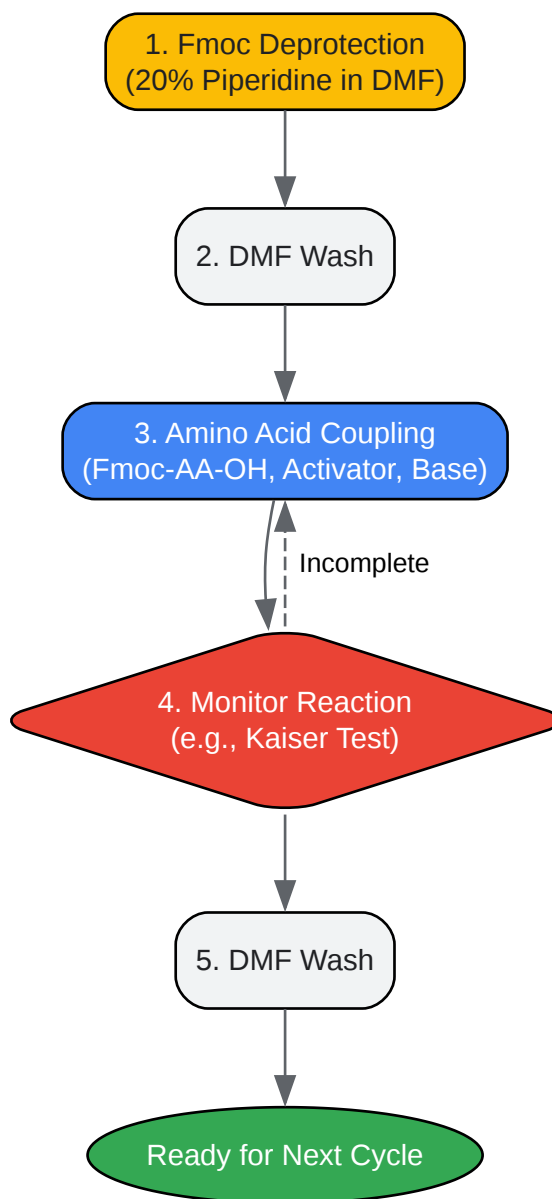 1. Fmoc Deprotection
(20% Piperidine in DMF)
2. DMF Wash
3. Amino Acid Coupling
(Fmoc-AA-OH, Activator, Base)
Incomplete
4. Monitor Reaction
(e.g., Kaiser Test)
5. DMF Wash
Ready for Next Cycle